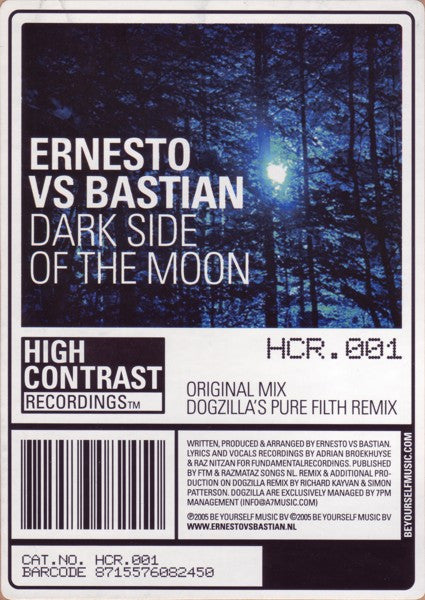 ERNESTO
VS BASTIAN
DARK SIDE
OF THE MOON
HIGH
CONTRAST
RECORDINGS™
HCR.001
ORIGINAL MIX
DOGZILLA'S PURE FILTH REMIX
WRITTEN, PRODUCED & ARRANGED BY ERNESTO VS BASTIAN.
LYRICS AND VOCALS RECORDINGS BY ADRIAN BROEKHUYSE
& RAZ NITZAN FOR FUNDAMENTALRECORDINGS. PUBLISHED
BY FTM & RAZMATAZ SONGS NL REMIX & ADDITIONAL PRO-
DUCTION ON DOGZILLA REMIX BY RICHARD KAYVAN & SIMON
PATTERSON. DOGZILLA ARE EXCLUSIVELY MANAGED BY 7PM
MANAGEMENT (INFO@A7MUSIC.COM)
℗2005 BE YOURSELF MUSIC BV ©2005 BE YOURSELF MUSIC BV
WWW.ERNESTOVSBASTIAN.NL
BEYOURSELFMUSIC.COM
CAT.NO. HCR.001
BARCODE 8715576082450